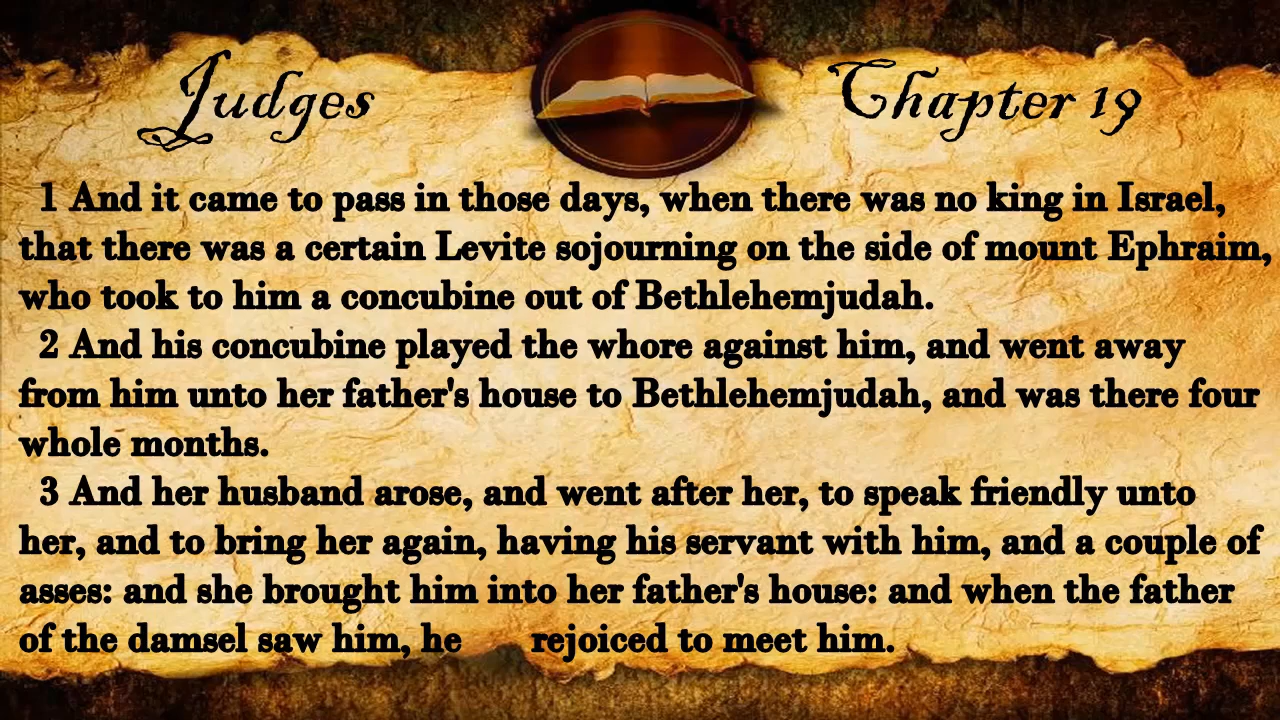 Judges Chapter 19
1 And it came to pass in those days, when there was no king in Israel,
that there was a certain Levite sojourning on the side of mount Ephraim,
who took to him a concubine out of Bethlehemjudah.
2 And his concubine played the whore against him, and went away
from him unto her father's house to Bethlehemjudah, and was there four
whole months.
3 And her husband arose, and went after her, to speak friendly unto
her, and to bring her again, having his servant with him, and a couple of
asses: and she brought him into her father's house: and when the father
of the damsel saw him, he rejoiced to meet him.